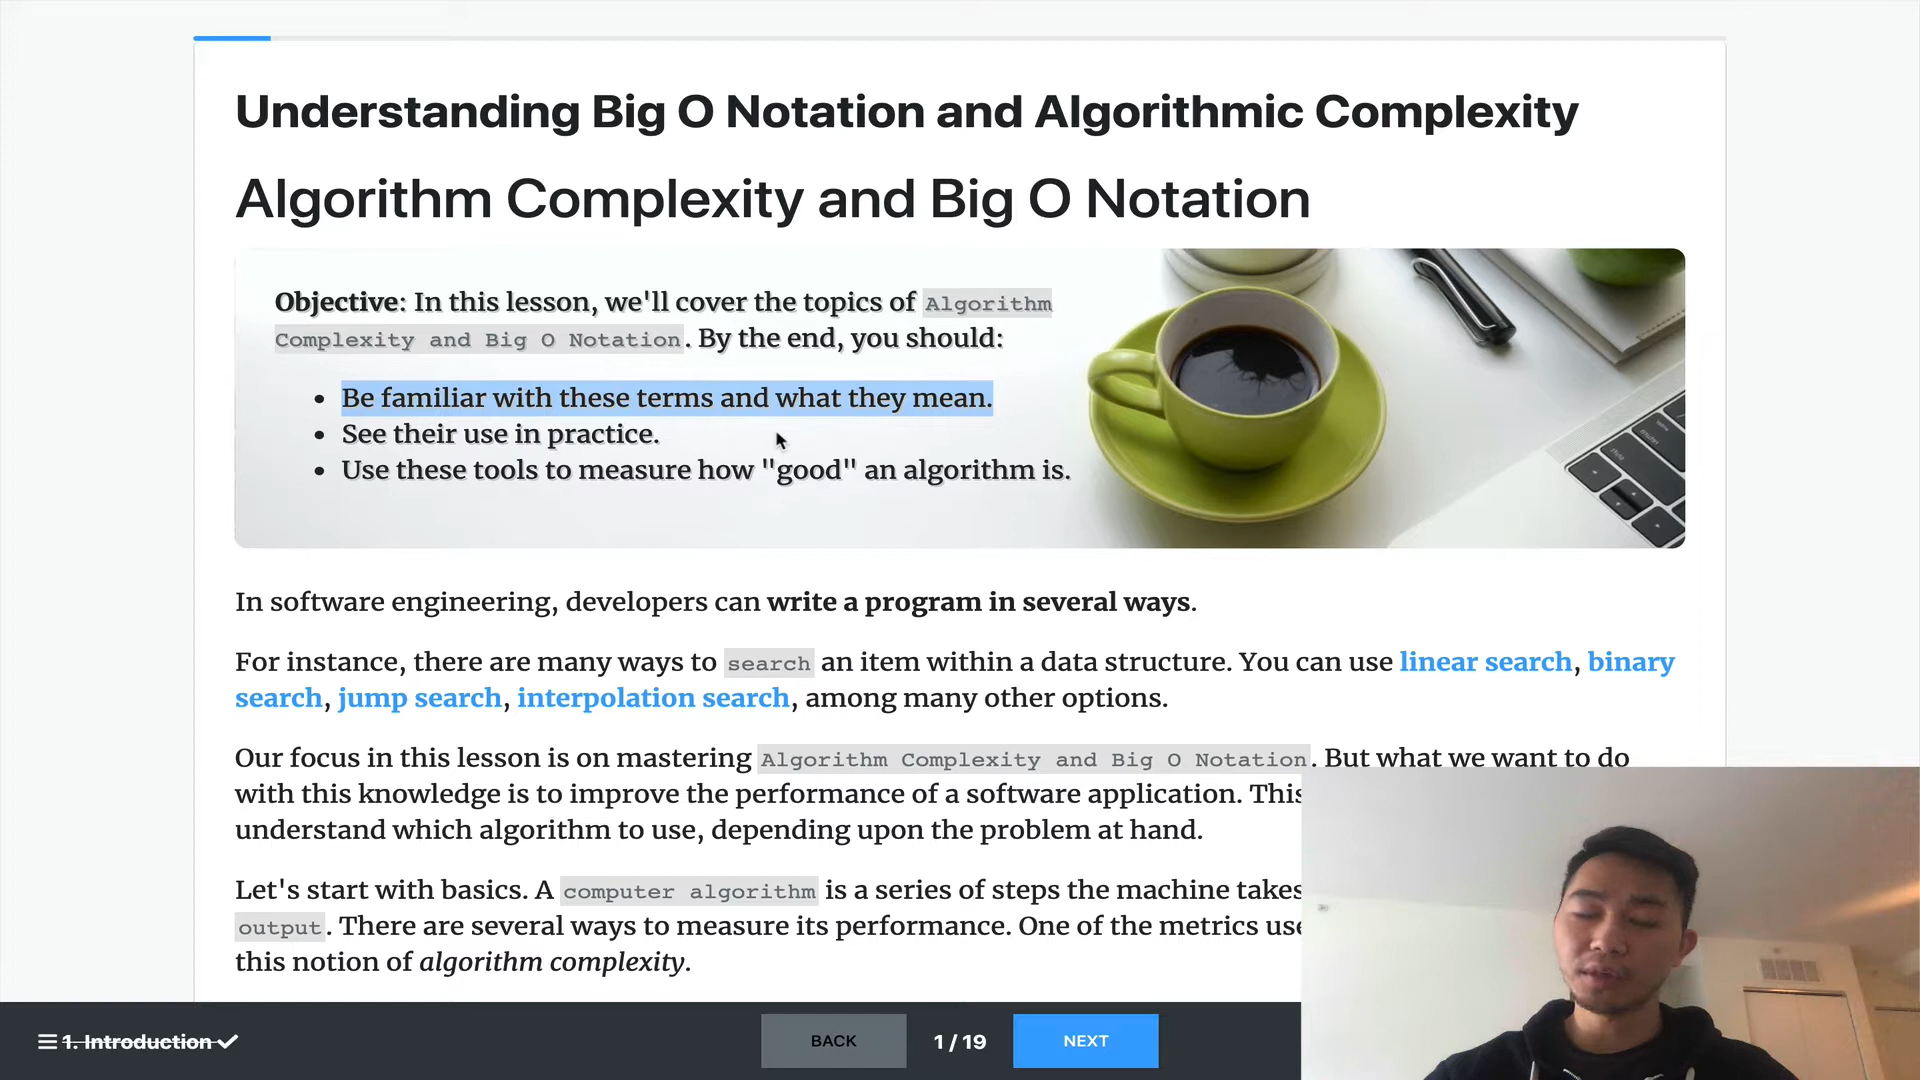 Understanding Big O Notation and Algorithmic Complexity
Algorithm Complexity and Big O Notation
Objective: In this lesson, we'll cover the topics of Algorithm
Complexity and Big O Notation. By the end, you should:
• Be familiar with these terms and what they mean.
• See their use in practice.
• Use these tools to measure how "good" an algorithm is.
In software engineering, developers can write a program in several ways.
For instance, there are many ways to search an item within a data structure. You can use linear search, binary
search, jump search, interpolation search, among many other options.
Our focus in this lesson is on mastering Algorithm Complexity and Big O Notation. But what we want to do
with this knowledge is to improve the performance of a software application. This
understand which algorithm to use, depending upon the problem at hand.
Let's start with basics. A computer algorithm is a series of steps the machine takes
output. There are several ways to measure its performance. One of the metrics use
this notion of algorithm complexity.
1. Introduction
BACK
1 / 19
NEXT